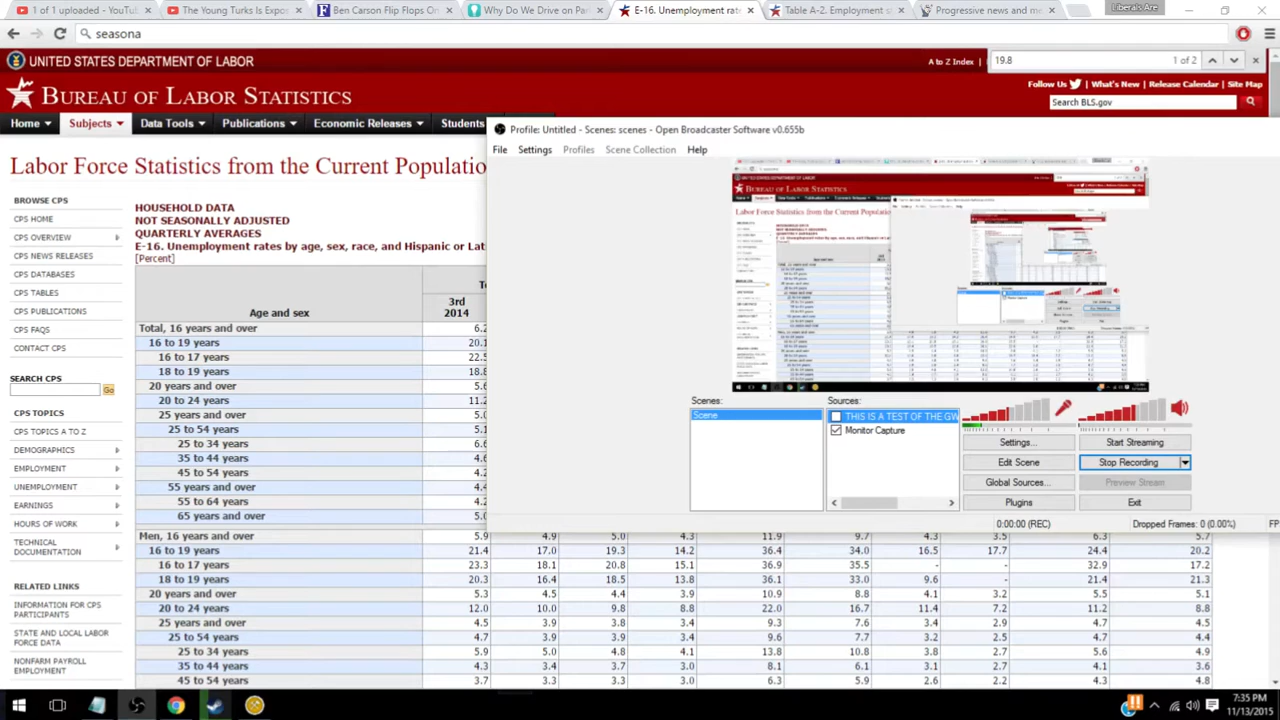 1 of 1 uploaded - YouTub
The Young Turks Is Expos
Ben Carson Flip Flops On
Why Do We Drive on Par
E-16. Unemployment rate
Table A-2. Employment s
Progressive news and m
Liberals Are
seasona
UNITED STATES DEPARTMENT OF LABOR
A to Z Index |
19.8
1 of 2
BUREAU OF LABOR STATISTICS
Follow Us | What's New | Release Calendar | Site Map
Search BLS.gov
Home Subjects Data Tools Publications Economic Releases Students
Profile: Untitled - Scenes: scenes - Open Broadcaster Software v0.655b
File Settings Profiles Scene Collection Help
Labor Force Statistics from the Current Populatio
BROWSE CPS
CPS HOME
CPS OVERVIEW
CPS NEWS RELEASES
CPS DATABASES
CPS TABLES
CPS PUBLICATIONS
CPS FAQS
CONTACT CPS
SEARCH CPS
Go
CPS TOPICS
CPS TOPICS A TO Z
DEMOGRAPHICS
EMPLOYMENT
UNEMPLOYMENT
EARNINGS
HOURS OF WORK
TECHNICAL
DOCUMENTATION
RELATED LINKS
INFORMATION FOR CPS
PARTICIPANTS
STATE AND LOCAL LABOR
FORCE DATA
NONFARM PAYROLL
EMPLOYMENT
HOUSEHOLD DA
NOT SEASONALLY ADJUSTED
QUARTERLY AVERAGES
E-16. Unemployment rates by age, sex, race, and Hispanic or La
[Percent]
Age and sex
3rd
2014
Total, 16 years and over
16 to 19 years 20.1
16 to 17 years 22.5
18 to 19 years 18.8
20 years and over 5.6
20 to 24 years 11.2
25 years and over 5.0
25 to 54 years 5.1
25 to 34 years 6.6
35 to 44 years 4.6
45 to 54 years 4.2
55 years and over 4.4
55 to 64 years 4.2
65 years and over 5.0
Men, 16 years and over 5.9 4.9 5.0 4.3 11.9 9.7 4.3 3.5 6.3 5.7
16 to 19 years 21.4 17.0 19.3 14.2 36.4 34.0 16.5 17.7 24.4 20.2
16 to 17 years 23.3 18.1 20.8 15.1 36.9 35.5 - - 32.9 17.2
18 to 19 years 20.3 16.4 18.5 13.8 36.1 33.0 9.6 - 21.4 21.3
20 years and over 5.3 4.5 4.4 3.9 10.9 8.8 4.1 3.2 5.5 5.1
20 to 24 years 12.0 10.0 9.8 8.8 22.0 16.7 11.4 7.2 11.2 8.8
25 years and over 4.5 3.9 3.8 3.4 9.3 7.6 3.4 2.9 4.7 4.5
25 to 54 years 4.7 3.9 3.9 3.4 9.6 7.7 3.2 2.5 4.7 4.4
25 to 34 years 5.9 5.0 4.8 4.1 13.8 10.8 3.8 2.7 5.6 4.9
35 to 44 years 4.3 3.4 3.7 3.0 8.1 6.1 3.1 2.7 4.1 3.6
45 to 54 years 3.7 3.3 3.3 3.0 6.3 5.9 2.6 2.2 4.3 4.8
Scenes:
Scene
Sources:
THIS IS A TEST OF THE GW
Monitor Capture
Settings... Start Streaming
Edit Scene Stop Recording
Global Sources... Preview Stream
Plugins Exit
0:00:00 (REC) Dropped Frames: 0 (0.00%) FP
7:35 PM
11/13/2015